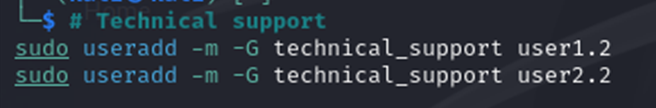 └─$ # Technical support
sudo useradd -m -G technical_support user1.2
sudo useradd -m -G technical_support user2.2